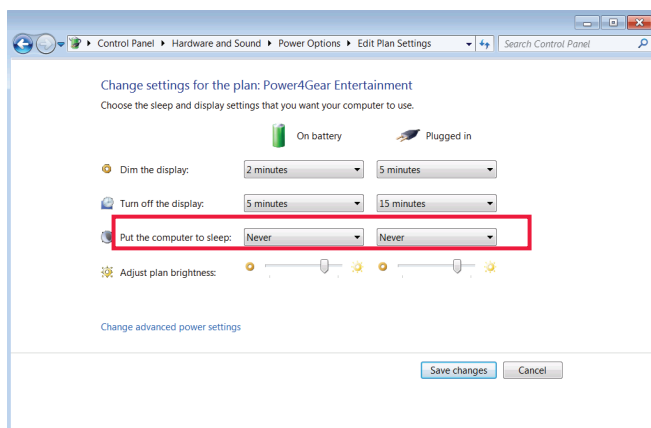 Control Panel ▸ Hardware and Sound ▸ Power Options ▸ Edit Plan Settings Search Control Panel
Change settings for the plan: Power4Gear Entertainment
Choose the sleep and display settings that you want your computer to use.
On battery Plugged in
Dim the display: 2 minutes 5 minutes
Turn off the display: 5 minutes 15 minutes
Put the computer to sleep: Never Never
Adjust plan brightness:
Change advanced power settings
Save changes Cancel